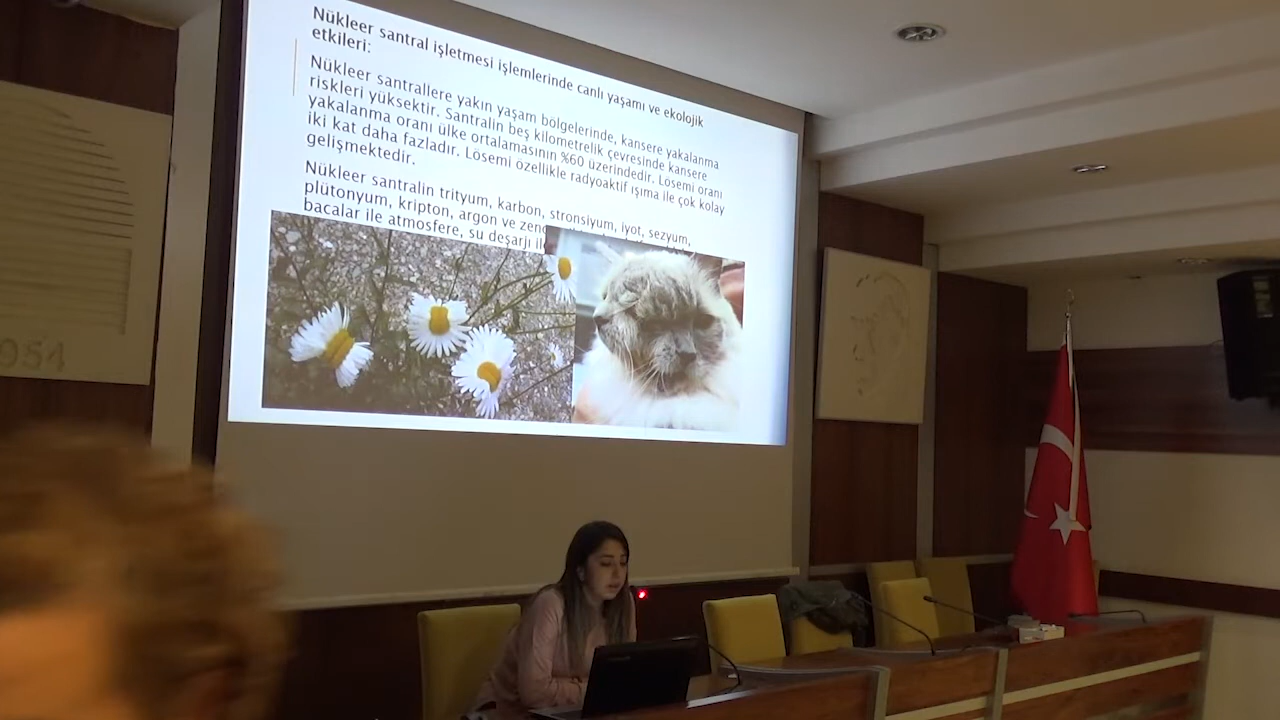 Nükleer santral işletmesi işlemlerinde canlı yaşamı ve ekolojik
etkileri:
Nükleer santrallere yakın yaşam bölgelerinde, kansere yakalanma
riskleri yüksektir. Santralin beş kilometrelik çevresinde kansere
yakalanma oranı ülke ortalamasının %60 üzerindedir. Lösemi oranı
iki kat daha fazladır. Lösemi özellikle radyoaktif ışıma ile çok kolay
gelişmektedir.
Nükleer santralin trityum, karbon, stronsiyum, iyot, sezyum,
plütonyum, kripton, argon ve
bacalar ile atmosfere, su deşarjı
954